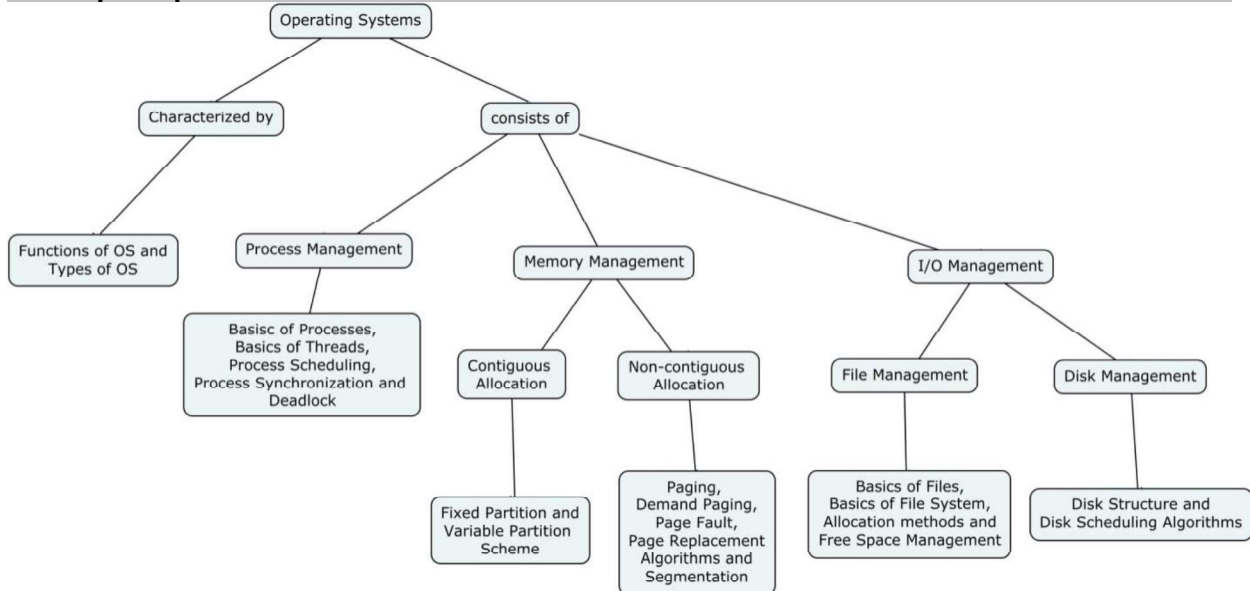 Operating Systems
Characterized by
consists of
Functions of OS and
Types of OS
Process Management
Memory Management
I/O Management
Basisc of Processes,
Basics of Threads,
Process Scheduling,
Process Synchronization and
Deadlock
Contiguous
Allocation
Non-contiguous
Allocation
File Management
Disk Management
Fixed Partition and
Variable Partition
Scheme
Paging,
Demand Paging,
Page Fault,
Page Replacement
Algorithms and
Segmentation
Basics of Files,
Basics of File System,
Allocation methods and
Free Space Management
Disk Structure and
Disk Scheduling Algorithms